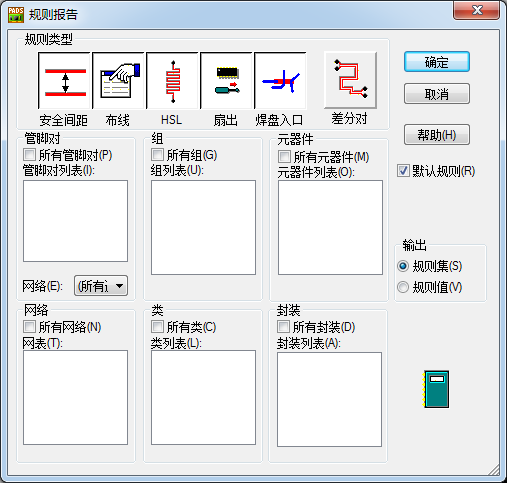 PADS 规则报告
规则类型
安全间距 布线 HSL 扇出 焊盘入口 差分对
确定
取消
帮助(H)
默认规则(R)
管脚对
所有管脚对(P)
管脚对列表(I):
网络(E): (所有
组
所有组(G)
组列表(U):
元器件
所有元器件(M)
元器件列表(O):
输出
规则集(S)
规则值(V)
网络
所有网络(N)
网表(T):
类
所有类(C)
类列表(L):
封装
所有封装(D)
封装列表(A):